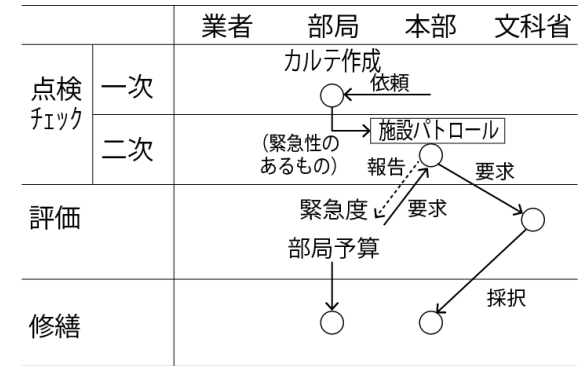 業者 部局 本部 文科省
点検
チェック
一次
カルテ作成
依頼
二次
施設パトロール
(緊急性の
あるもの)
報告
要求
評価
緊急度
要求
部局予算
採択
修繕